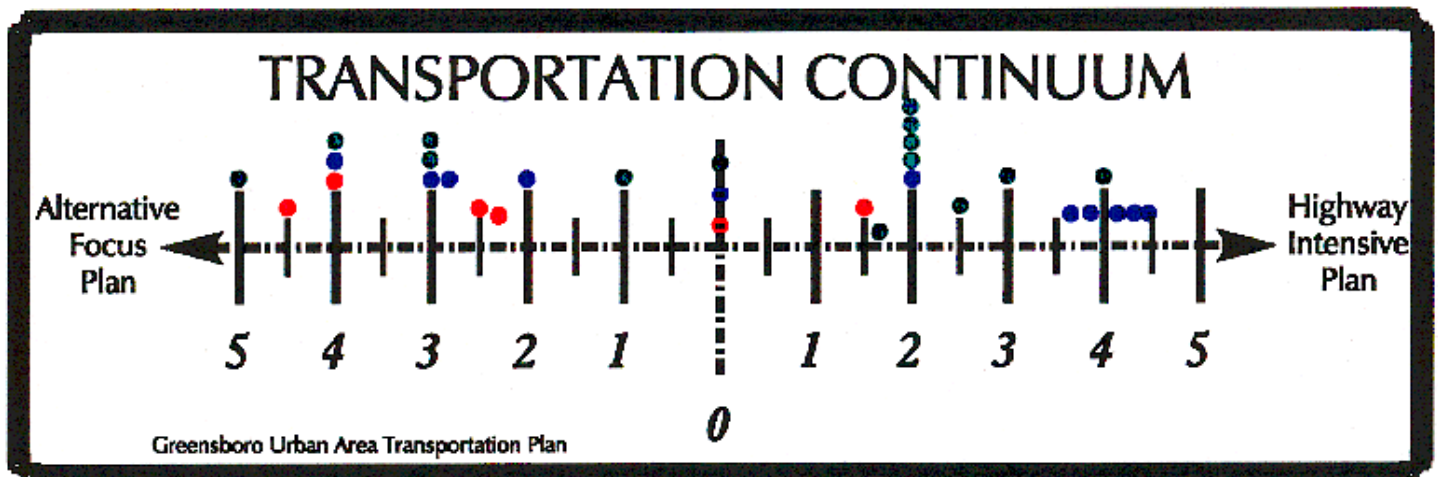 TRANSPORTATION CONTINUUM
Alternative
Focus
Plan
Highway
Intensive
Plan
5 4 3 2 1 1 2 3 4 5
0
Greensboro Urban Area Transportation Plan